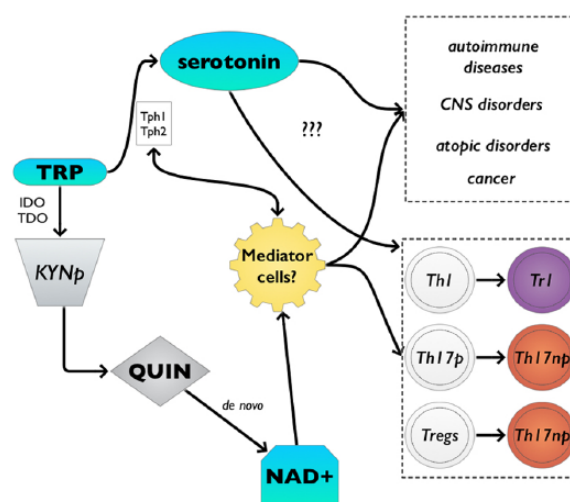 serotonin
autoimmune
diseases
CNS disorders
atopic disorders
cancer
???
Tph1
Tph2
TRP
IDO
TDO
KYNp
Mediator
cells?
Th1
Tr1
Th17p
Th17np
Tregs
Th17np
QUIN
de novo
NAD+